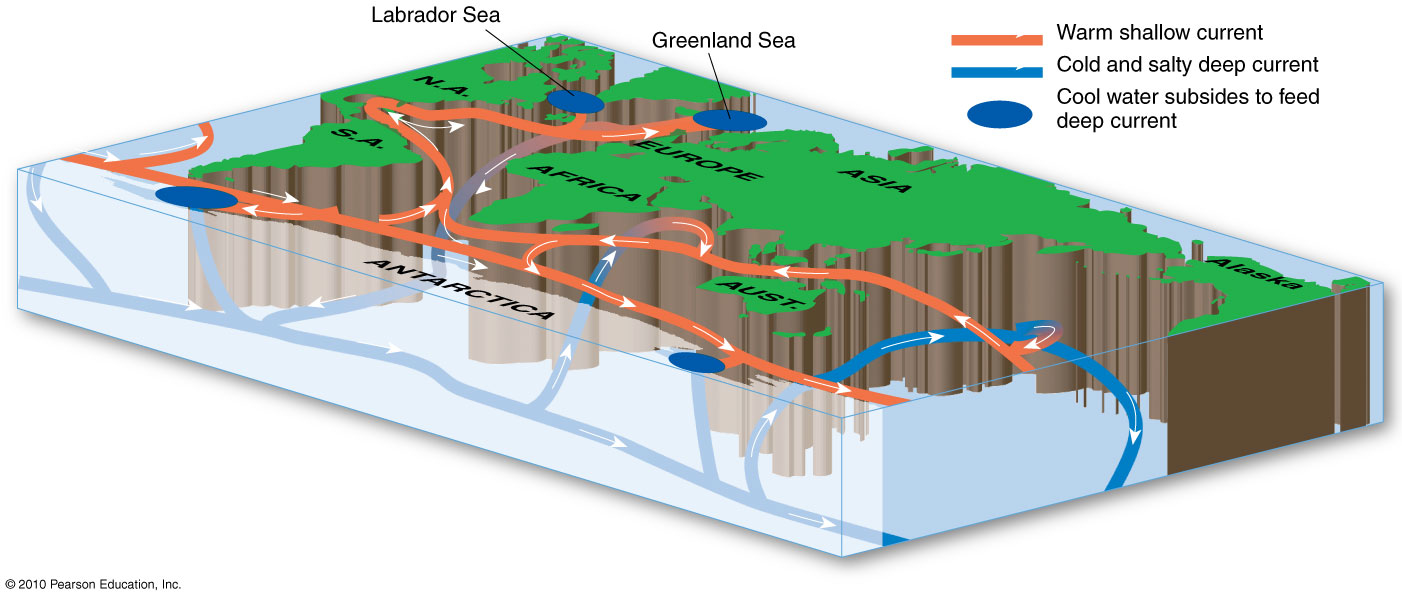 Labrador Sea
Greenland Sea
Warm shallow current
Cold and salty deep current
Cool water subsides to feed
deep current
N.A.
S.A.
EUROPE
ASIA
AFRICA
ANTARCTICA
AUST.
Alaska
© 2010 Pearson Education, Inc.